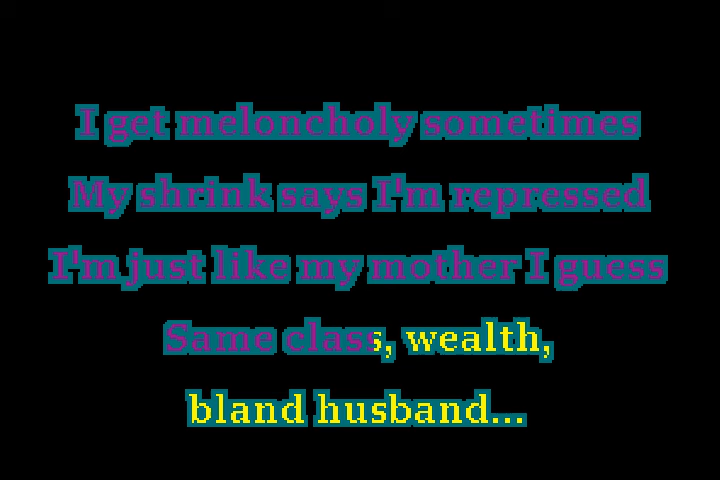 I get meloncholy sometimes
My shrink says I'm repressed
I'm just like my mother I guess
Same class, wealth,
bland husband...